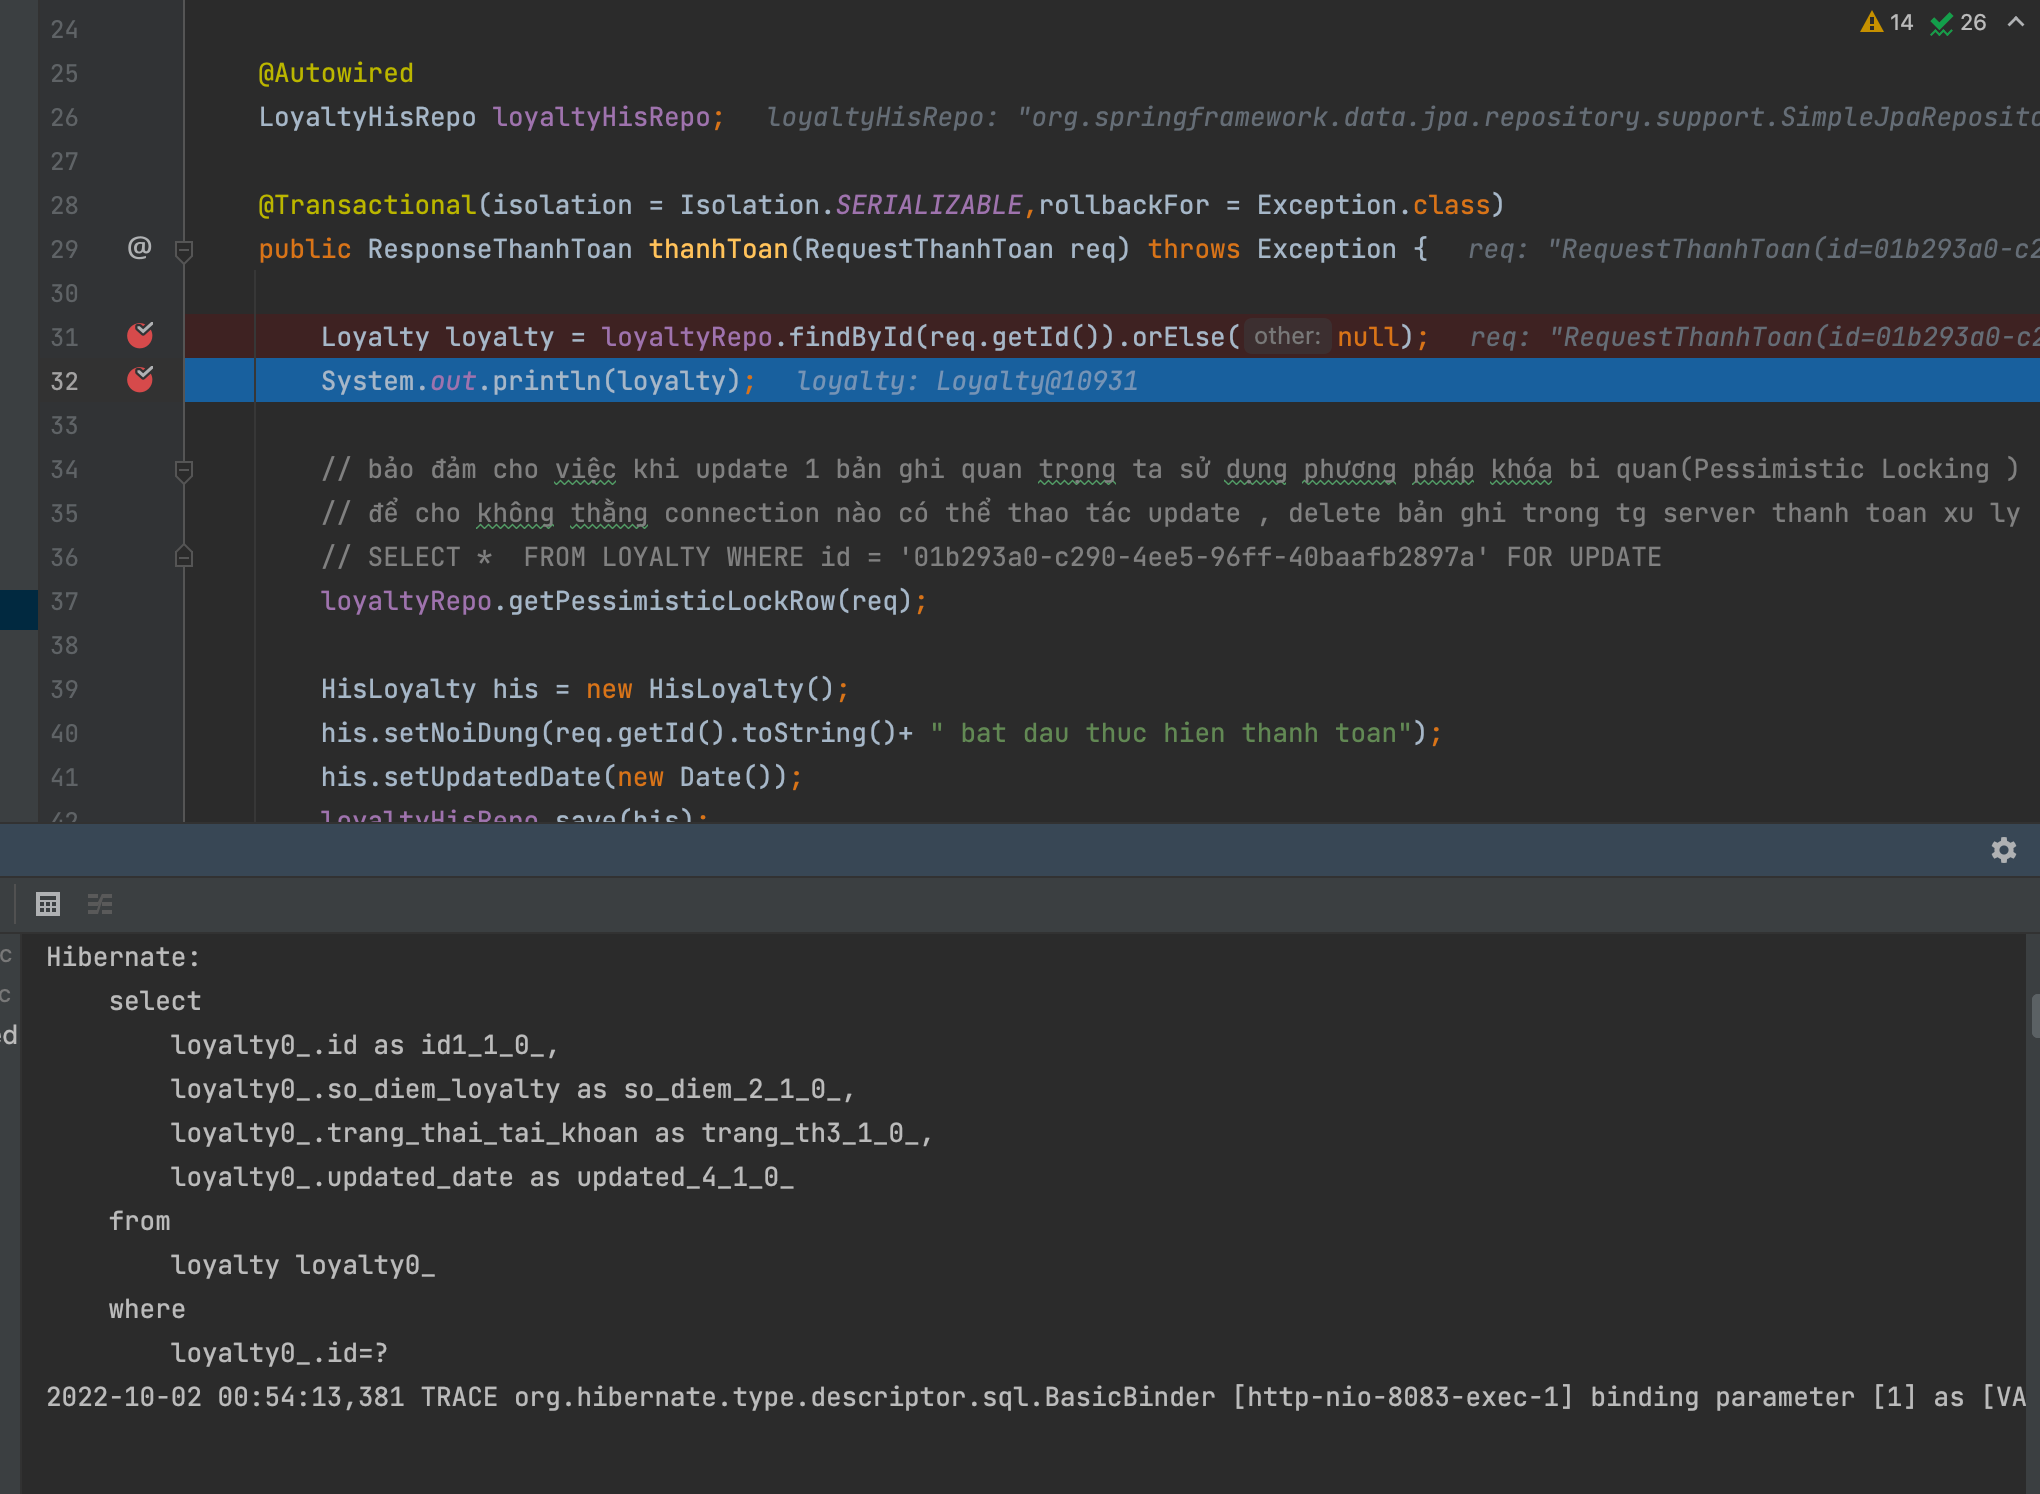 14 26
24
25 @Autowired
26 LoyaltyHisRepo loyaltyHisRepo; loyaltyHisRepo: "org.springframework.data.jpa.repository.support.SimpleJpaReposito
27
28 @Transactional(isolation = Isolation.SERIALIZABLE,rollbackFor = Exception.class)
29 @ public ResponseThanhToan thanhToan(RequestThanhToan req) throws Exception { req: "RequestThanhToan(id=01b293a0-c2
30
31 Loyalty loyalty = loyaltyRepo.findById(req.getId()).orElse( other: null); req: "RequestThanhToan(id=01b293a0-c2
32 System.out.println(loyalty); loyalty: Loyalty@10931
33
34 // bảo đảm cho việc khi update 1 bản ghi quan trọng ta sử dụng phương pháp khóa bi quan(Pessimistic Locking )
35 // để cho không thằng connection nào có thể thao tác update , delete bản ghi trong tg server thanh toan xu ly
36 // SELECT *  FROM LOYALTY WHERE id = '01b293a0-c290-4ee5-96ff-40baafb2897a' FOR UPDATE
37 loyaltyRepo.getPessimisticLockRow(req);
38
39 HisLoyalty his = new HisLoyalty();
40 his.setNoiDung(req.getId().toString()+ " bat dau thuc hien thanh toan");
41 his.setUpdatedDate(new Date());
42 loyaltyHisRepo.save(his);
Hibernate:
select
loyalty0_.id as id1_1_0_,
loyalty0_.so_diem_loyalty as so_diem_2_1_0_,
loyalty0_.trang_thai_tai_khoan as trang_th3_1_0_,
loyalty0_.updated_date as updated_4_1_0_
from
loyalty loyalty0_
where
loyalty0_.id=?
2022-10-02 00:54:13,381 TRACE org.hibernate.type.descriptor.sql.BasicBinder [http-nio-8083-exec-1] binding parameter [1] as [VA